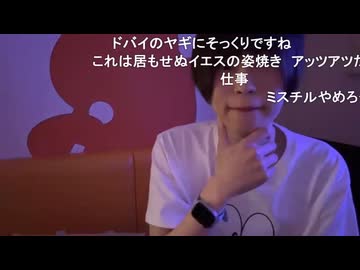 ドバイのヤギにそっくりですね
これは居もせぬイエスの姿焼き アッツアツだ
仕事
ミスチルやめろ